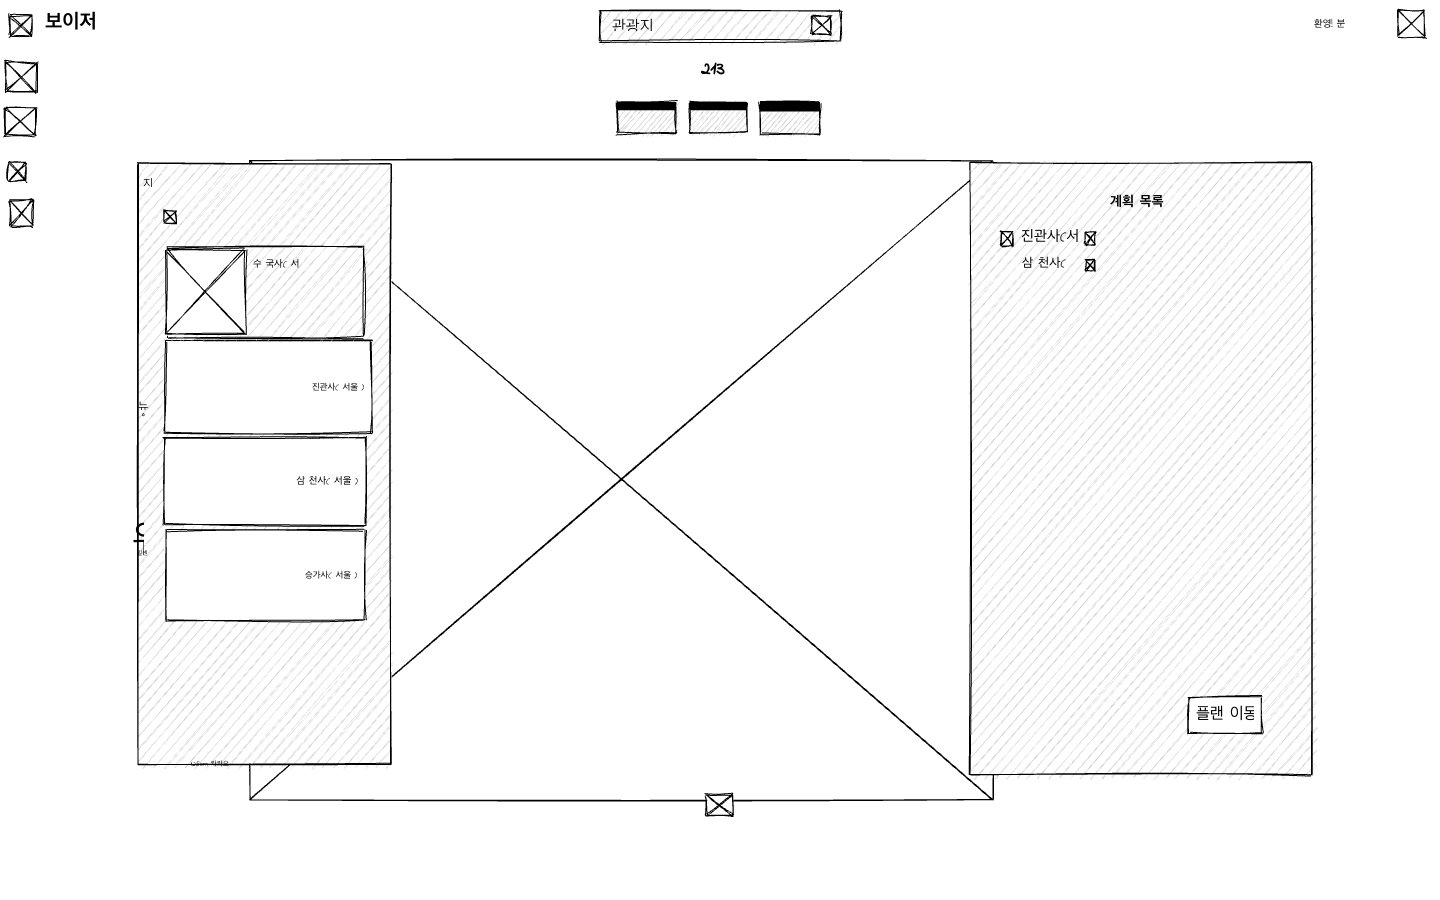 보이저
관광지
환영! 분
213
지
계획 목록
진관사(서
삼 천사(
수 국사( 서
진관사( 서울 )
삼 천사( 서울 )
승가사( 서울 )
플랜 이동